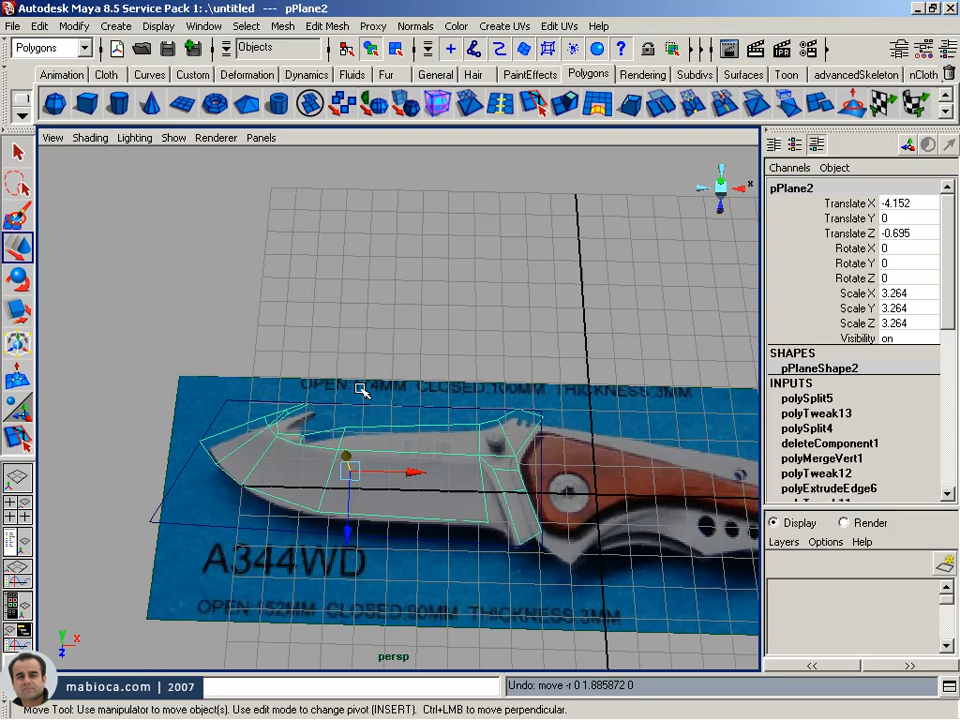 Autodesk Maya 8.5 Service Pack 1: .\untitled --- pPlane2
File Edit Modify Create Display Window Select Mesh Edit Mesh Proxy Normals Color Create UVs Edit UVs Help
Polygons Objects
Animation Cloth Curves Custom Deformation Dynamics Fluids Fur General Hair PaintEffects Polygons Rendering Subdivs Surfaces Toon advancedSkeleton nCloth
View Shading Lighting Show Renderer Panels
Channels Object
pPlane2
Translate X -4.152
Translate Y 0
Translate Z -0.695
Rotate X 0
Rotate Y 0
Rotate Z 0
Scale X 3.264
Scale Y 3.264
Scale Z 3.264
Visibility on
SHAPES
pPlaneShape2
INPUTS
polySplit5
polyTweak13
polySplit4
deleteComponent1
polyMergeVert1
polyTweak12
polyExtrudeEdge6
Display Render
Layers Options Help
x
OPEN: 4MM CLOSED:100MM THICKNESS:3MM
A344WD
OPEN:152MM CLOSED:90MM THICKNESS:3MM
y x
z
persp
<< >>
mabioca.com | 2007
Undo: move -r 0 1.885872 0
Move Tool: Use manipulator to move object(s). Use edit mode to change pivot (INSERT). Ctrl+LMB to move perpendicular.